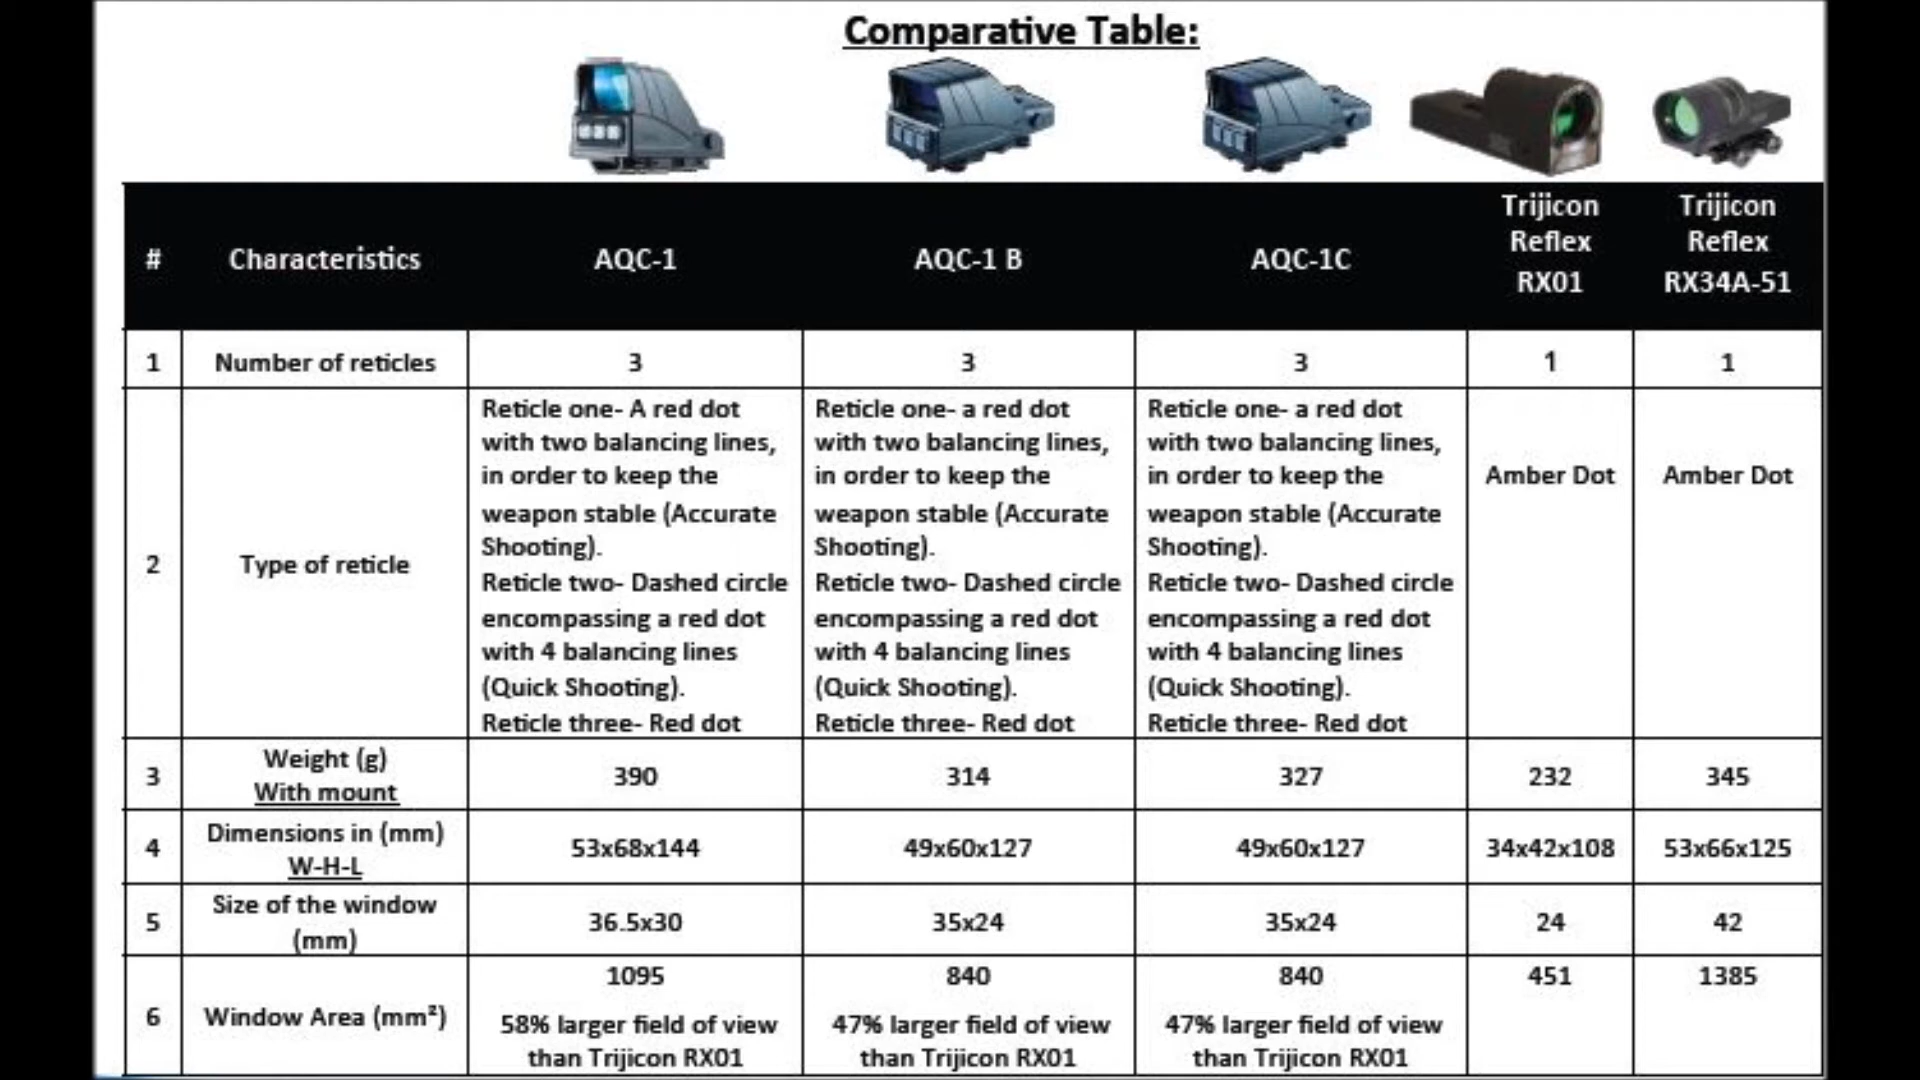 Comparative Table:
# Characteristics AQC-1 AQC-1 B AQC-1C Trijicon Reflex RX01 Trijicon Reflex RX34A-51
1 Number of reticles 3 3 3 1 1
2
Type of reticle
Reticle one- A red dot
with two balancing lines,
in order to keep the
weapon stable (Accurate
Shooting).
Reticle two- Dashed circle
encompassing a red dot
with 4 balancing lines
(Quick Shooting).
Reticle three- Red dot
Reticle one- a red dot
with two balancing lines,
in order to keep the
weapon stable (Accurate
Shooting).
Reticle two- Dashed circle
encompassing a red dot
with 4 balancing lines
(Quick Shooting).
Reticle three- Red dot
Reticle one- a red dot
with two balancing lines,
in order to keep the
weapon stable (Accurate
Shooting).
Reticle two- Dashed circle
encompassing a red dot
with 4 balancing lines
(Quick Shooting).
Reticle three- Red dot
Amber Dot
Amber Dot
3
Weight (g)
With mount
390 314 327 232 345
4
Dimensions in (mm)
W-H-L
53x68x144 49x60x127 49x60x127 34x42x108 53x66x125
5
Size of the window
(mm)
36.5x30 35x24 35x24 24 42
6
Window Area (mm²)
1095
58% larger field of view
than Trijicon RX01
840
47% larger field of view
than Trijicon RX01
840
47% larger field of view
than Trijicon RX01
451
1385